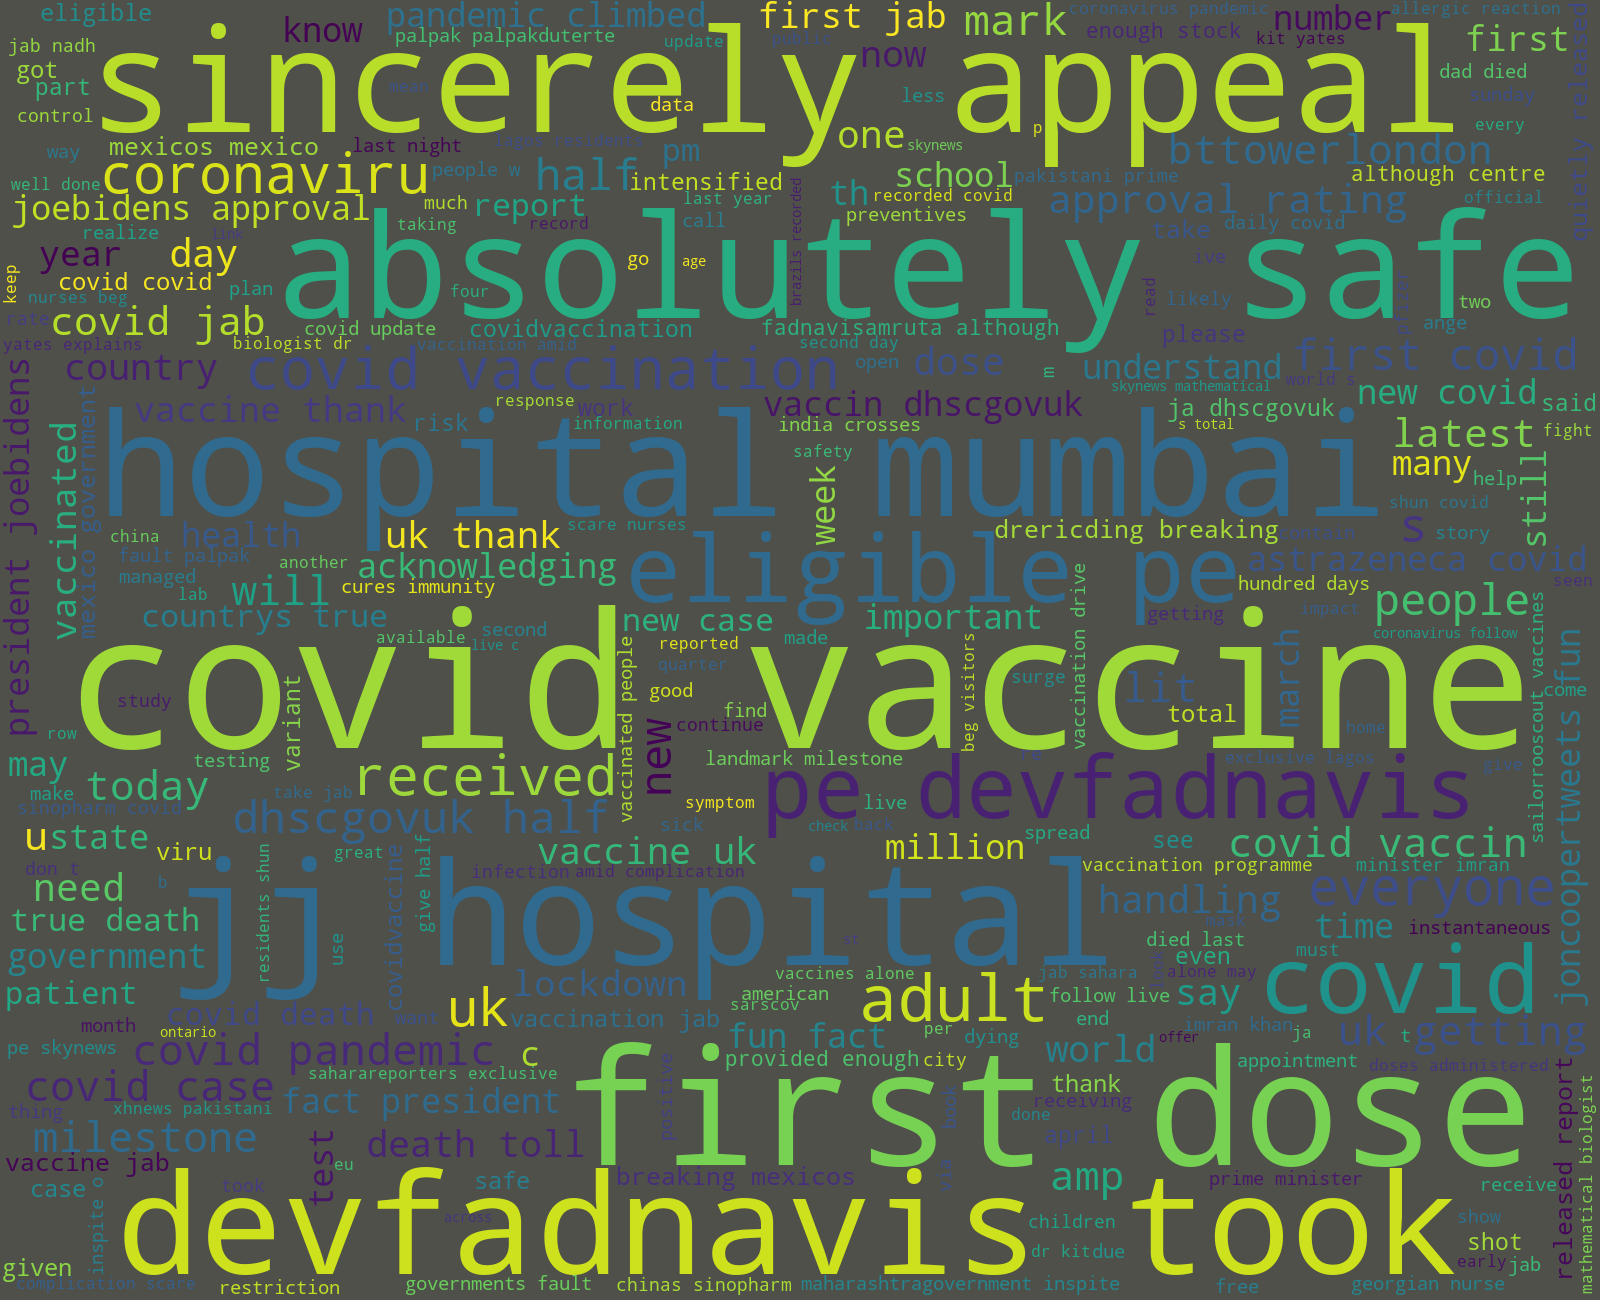 eligible
pandemic climbed
first jab
mark
coronavirus pandemic
number
allergic reaction
know
palpak palpakduterte
update
public
enough stock
kit yates
first
quietly released
jab nadh
got
sincerely appeal
now
dad died
part
mean
data
less
sunday
control
one
p
every
mexicos mexico
last night
skynews
bttowerlondon
way
coronaviru
people w
half
pm
school
pakistani prime
although centre
well done
intensified
th
recorded covid
approval rating
official
joebidens approval
much
report
last year
preventives
realize
taking
record
call
take
daily covid
link
year
day
absolutely safe
go
age
brazils recorded
ive
keep
covid covid
plan
four
read
likely
two
nurses beg
rate
covid jab
covid update
covidvaccination
fadnavisamruta although
please
ange
yates explains
biologist dr
vaccination amid
second day
country
covid vaccination
open
dose
m
understand
first covid
president joebidens
mexico government
vaccine thank
response
work
vaccin dhscgovuk
skynews mathematical
world s
new covid
said
risk
information
india crosses
ja dhscgovuk
s total
latest
fight
vaccinated
hospital mumbai
safety
week
many
help
still
shun covid
china
health
uk thank
scare nurses
drericding breaking
contain
s
story
fault palpak
another
acknowledging
eligible pe
astrazeneca covid
managed
lab
will
cures immunity
hundred days
seen
countrys true
new case
important
vaccination drive
getting
impact
people
available
second
live c
made
coronavirus follow
covid vaccine
reported
quarter
beg visitors
surge
lit
march
sailorrooscout vaccines
joncoopertweets fun
study
variant
vaccinated people
good
find
total
come
row
new
continue
home
may
testing
received
landmark milestone
pe devfadnavis
exclusive lagos
give
make
today
take jab
symptom
live
sinopharm covid
dhscgovuk half
sick
check
back
spread
see
covid vaccin
u
state
viru
great
vaccine uk
million
vaccination programme
minister imran
don t
b
residents shun
infection
amid complication
need
jj hospital
handling
everyone
true death
use
covidvaccine
give half
mask
time
instantaneous
government
st
died last
even
must
patient
lockdown
vaccines alone
jab sahara
alone may
covid
month
covid death
want
uk
vaccination jab
american
sarscov
adult
follow live
say
ontario
fun fact
per
dying
end
imran khan
ja
uk getting
t
pe skynews
covid pandemic
c
provided enough
city
world
offer
appointment
covid case
saharareporters exclusive
first dose
thank
doses administered
thing
xhnews pakistani
fact president
positive
done
receiving
released report
mathematical biologist
milestone
test
death toll
april
vaccine jab
eu
breaking mexicos
amp
prime minister
case
took
safe
receive
inspite o
devfadnavis took
across
children
show
dr kit
due
shot
given
early
jab
complication scare
restriction
governments fault
chinas sinopharm
maharashtragovernment inspite
free
georgian nurse